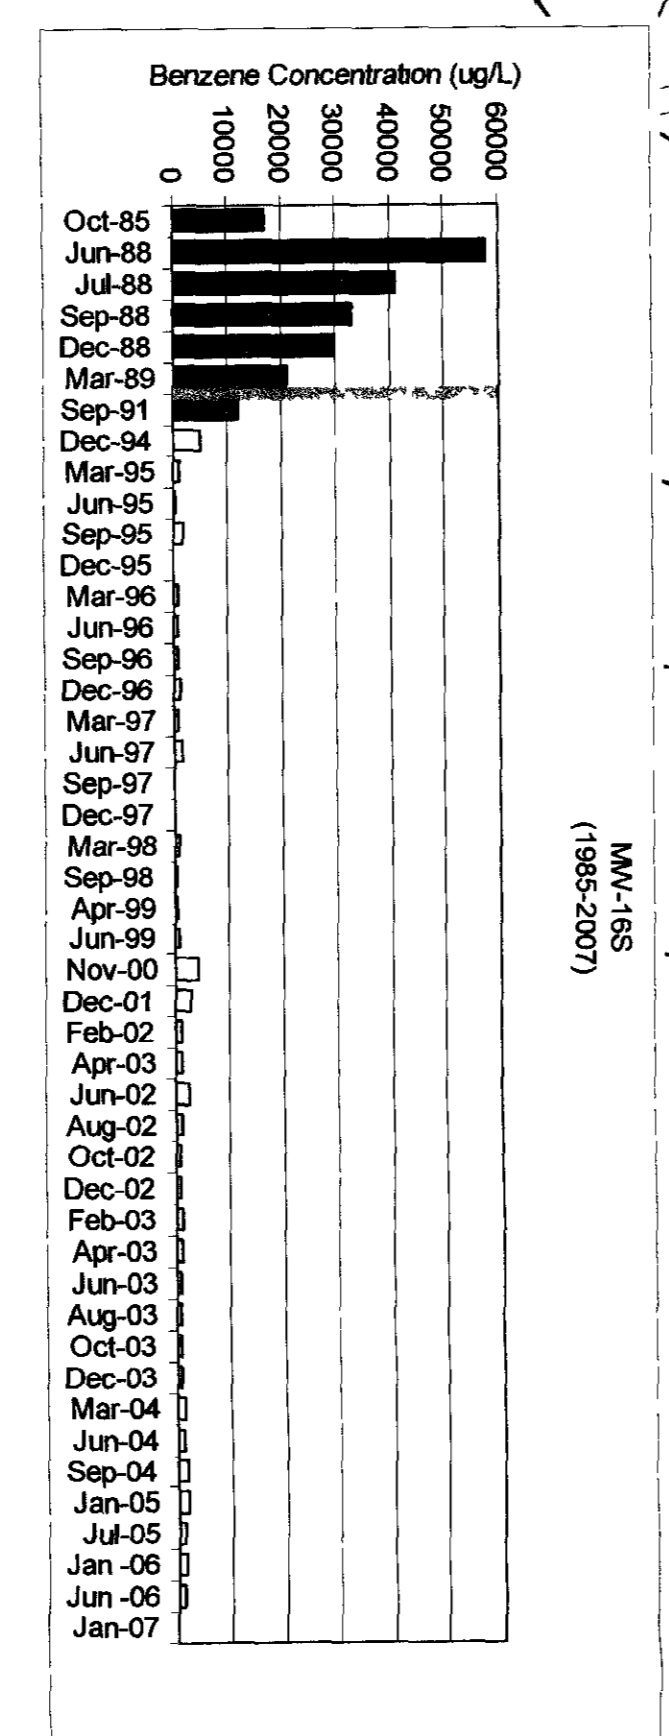 MW-16S
(1985-2007)
Benzene Concentration (ug/L)
60000
50000
40000
30000
20000
10000
0
Oct-85
Jun-88
Jul-88
Sep-88
Dec-88
Mar-89
Sep-91
Dec-94
Mar-95
Jun-95
Sep-95
Dec-95
Mar-96
Jun-96
Sep-96
Dec-96
Mar-97
Jun-97
Sep-97
Dec-97
Mar-98
Sep-98
Apr-99
Jun-99
Nov-00
Dec-01
Feb-02
Apr-03
Jun-02
Aug-02
Oct-02
Dec-02
Feb-03
Apr-03
Jun-03
Aug-03
Oct-03
Dec-03
Mar-04
Jun-04
Sep-04
Jan-05
Jul-05
Jan -06
Jun -06
Jan-07